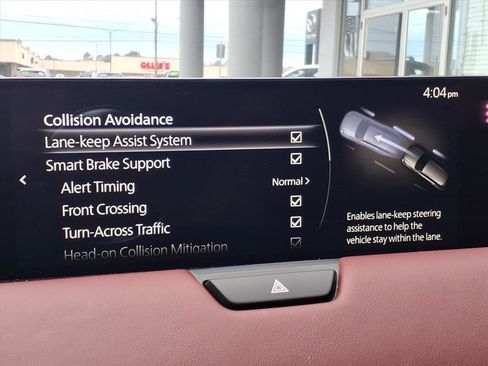 OLLIE'S
4:04 pm
Collision Avoidance
Lane-keep Assist System
Smart Brake Support
Alert Timing
Normal >
Front Crossing
Turn-Across Traffic
Head-on Collision Mitigation
Enables lane-keep steering
assistance to help the
vehicle stay within the lane.